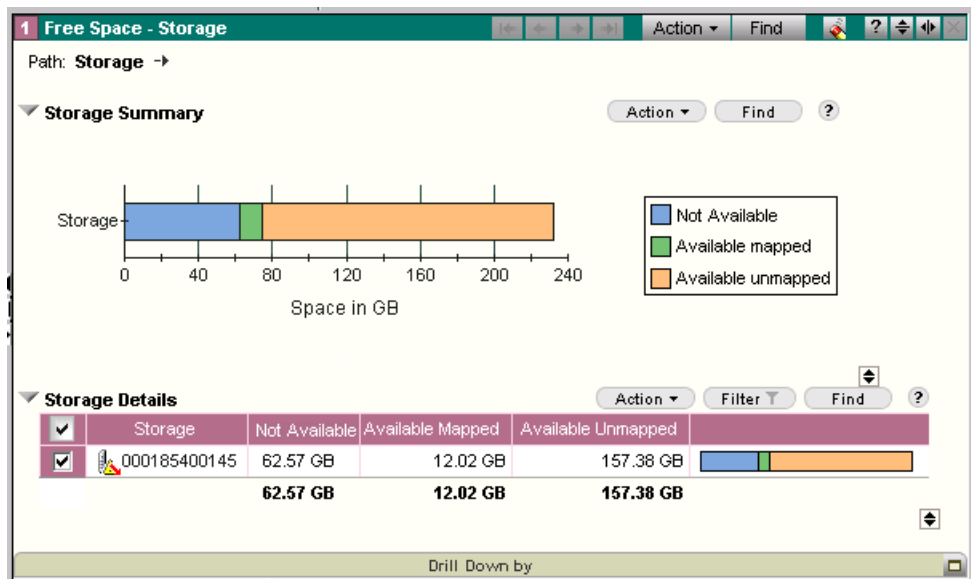 1 Free Space - Storage Action Find ?
Path: Storage
Storage Summary Action Find ?
Storage
0 40 80 120 160 200 240
Space in GB
Not Available
Available mapped
Available unmapped
Storage Details Action Filter Find ?
Storage Not Available Available Mapped Available Unmapped
000185400145 62.57 GB 12.02 GB 157.38 GB
62.57 GB 12.02 GB 157.38 GB
Drill Down by